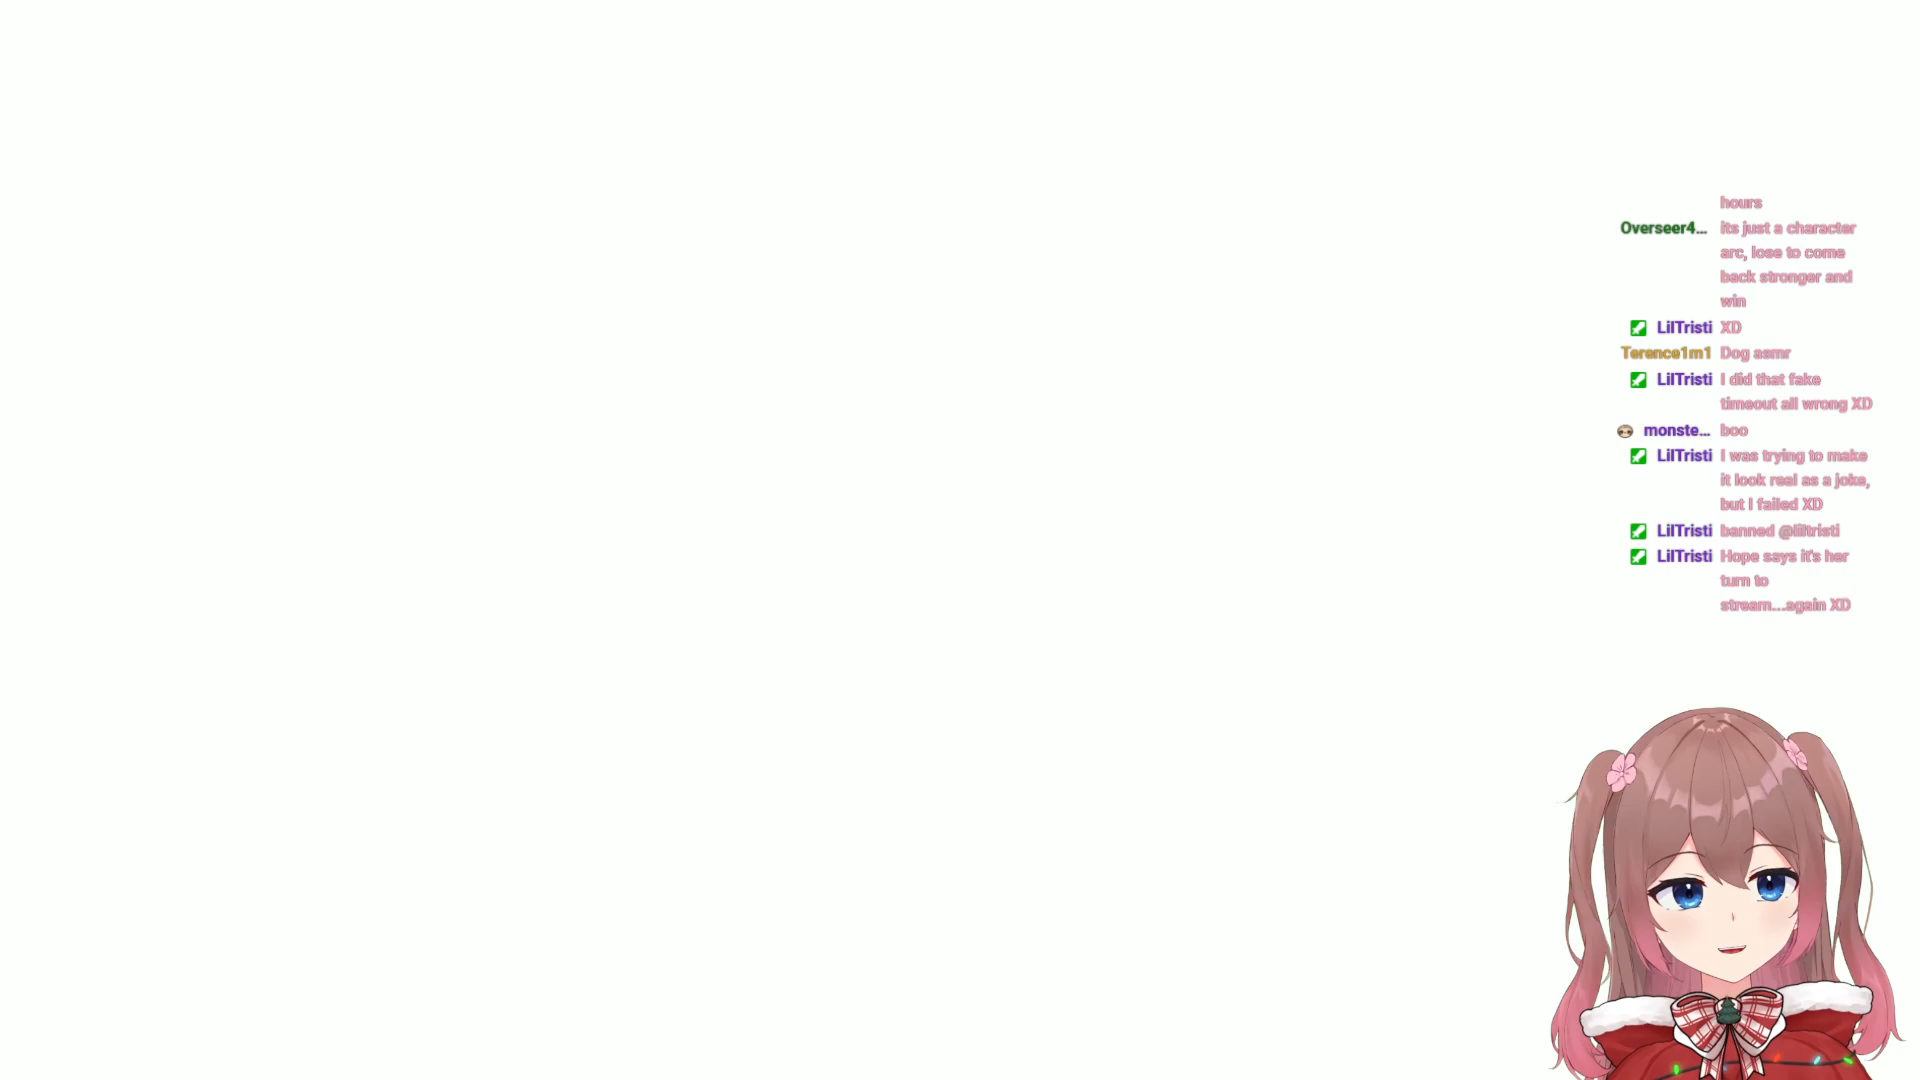 hours
Overseer4... its just a character
arc, lose to come
back stronger and
win
LilTristi XD
Terence1m1 Dog asmr
LilTristi I did that fake
timeout all wrong XD
monste... boo
LilTristi I was trying to make
it look real as a joke,
but I failed XD
LilTristi banned @liltristi
LilTristi Hope says it's her
turn to
stream...again XD